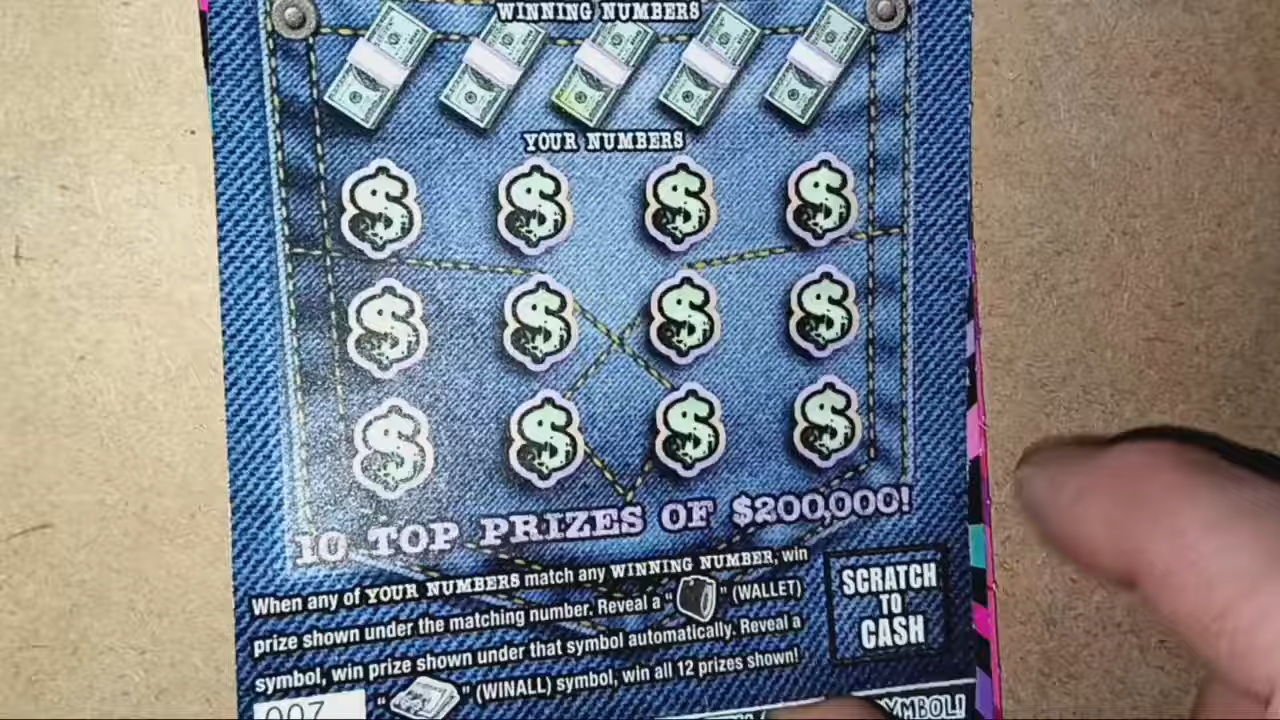 WINNING NUMBERS
YOUR NUMBERS
10 TOP PRIZES OF $200,000!
When any of YOUR NUMBERS match any WINNING NUMBER, win
prize shown under the matching number. Reveal a " " (WALLET)
symbol, win prize shown under that symbol automatically. Reveal a
" " (WINALL) symbol, win all 12 prizes shown!
SCRATCH
TO
CASH
007
SYMBOL!